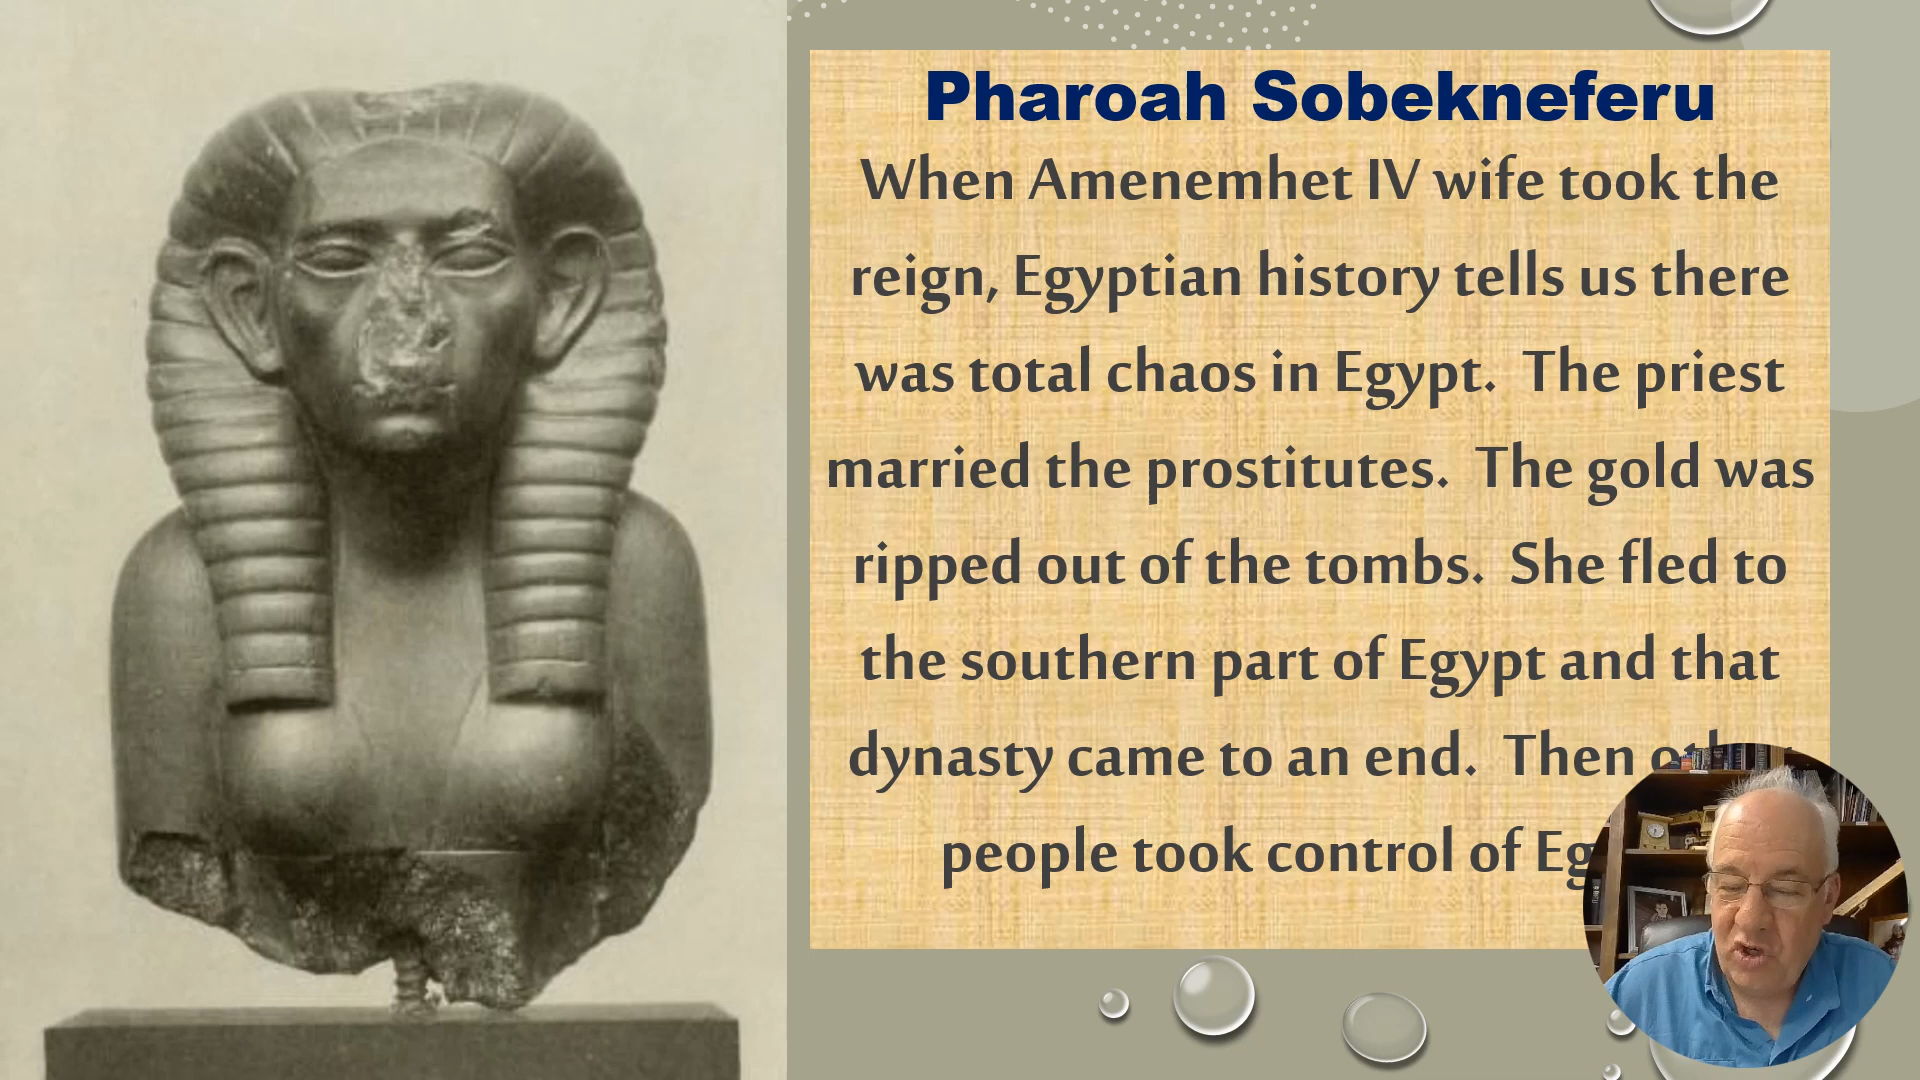 Pharoah Sobekneferu
When Amenemhet IV wife took the
reign, Egyptian history tells us there
was total chaos in Egypt. The priest
married the prostitutes. The gold was
ripped out of the tombs. She fled to
the southern part of Egypt and that
dynasty came to an end. Then
people took control of